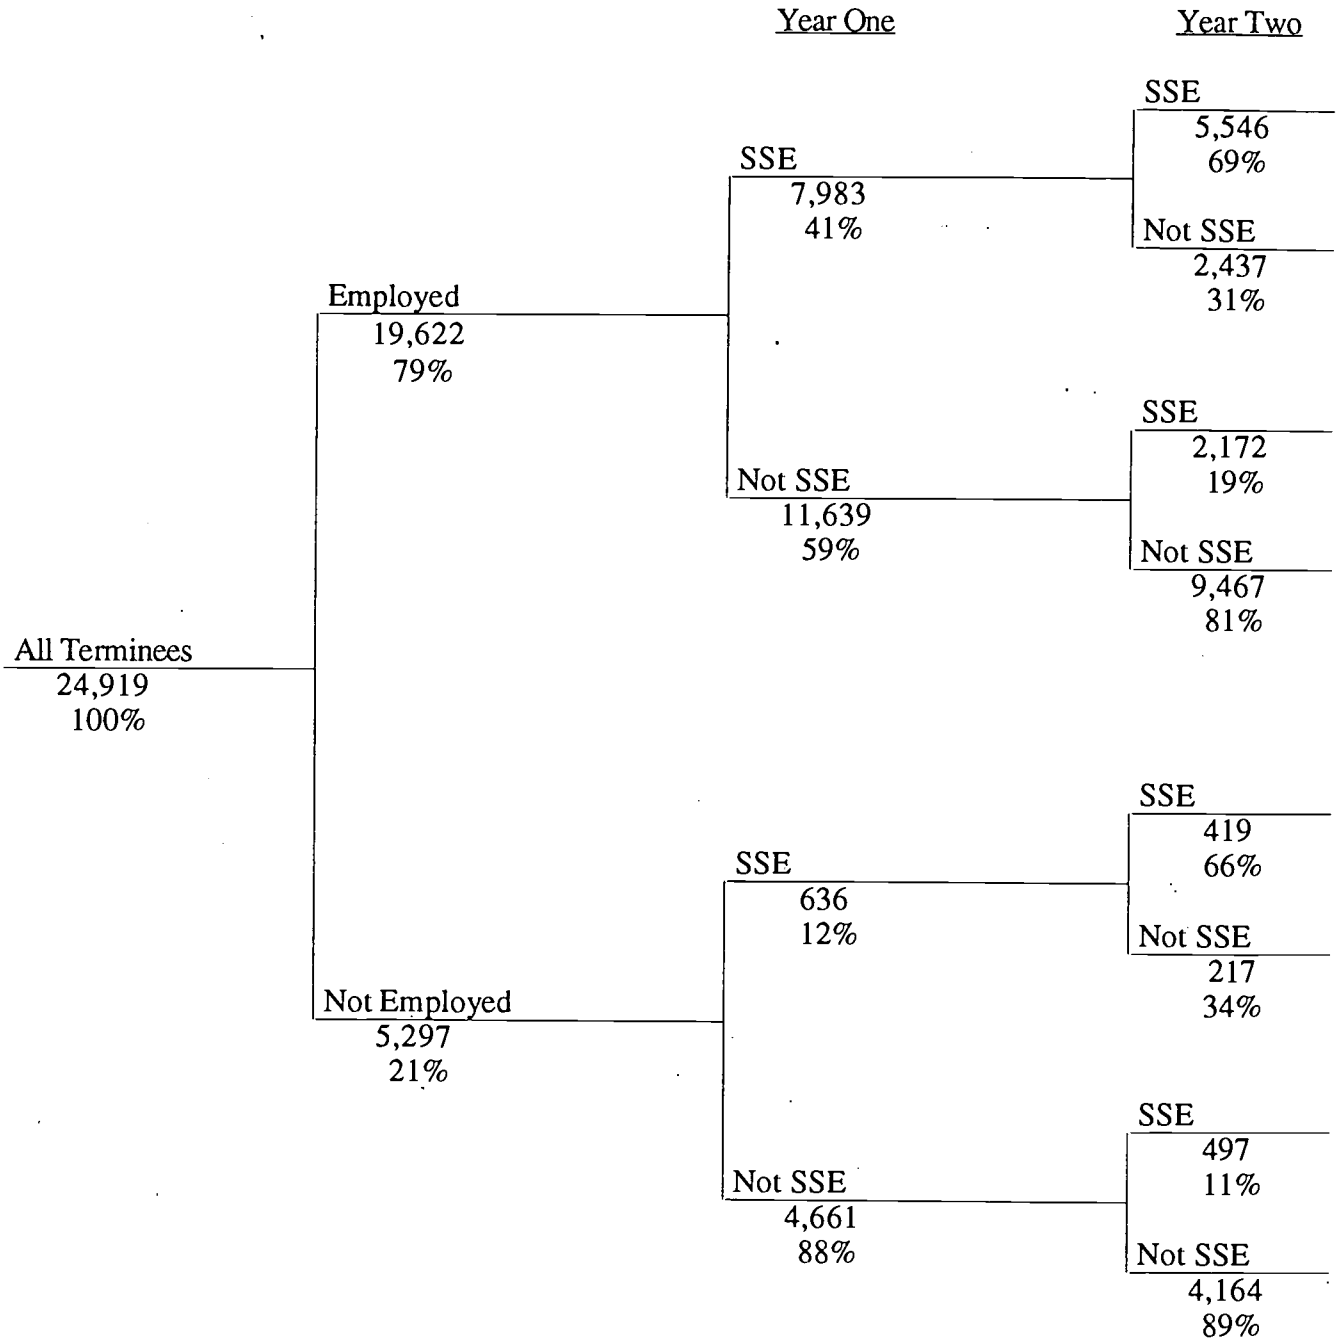 Year One
Year Two
SSE
5,546
69%
SSE
7,983
41%
Not SSE
2,437
31%
Employed
19,622
79%
SSE
2,172
19%
Not SSE
11,639
59%
Not SSE
9,467
81%
All Terminees
24,919
100%
SSE
419
66%
SSE
636
12%
Not SSE
217
34%
Not Employed
5,297
21%
SSE
497
11%
Not SSE
4,661
88%
Not SSE
4,164
89%